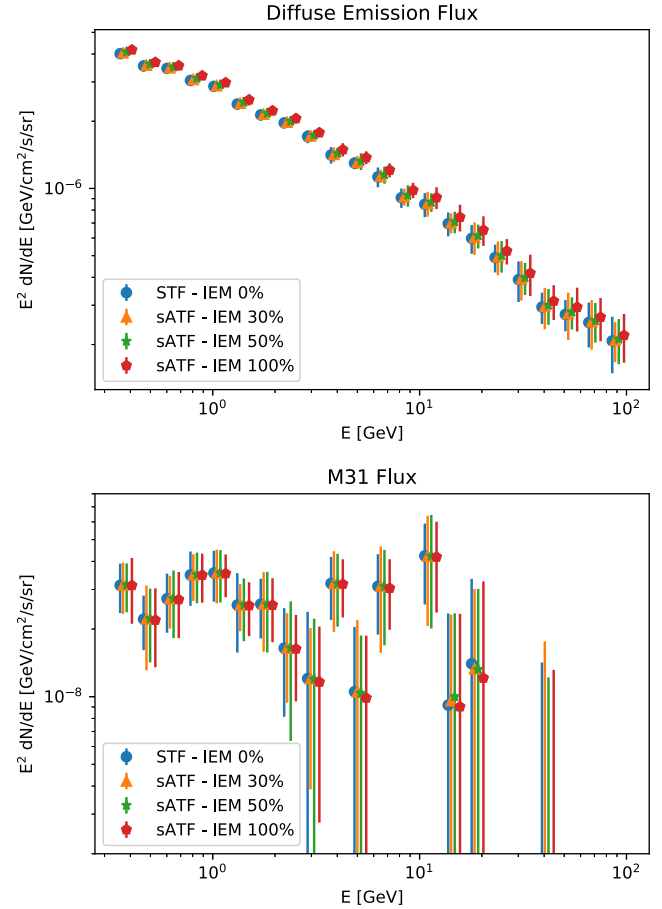 Diffuse Emission Flux
E² dN/dE [GeV/cm²/s/sr]
10⁻⁶
STF - IEM 0%
sATF - IEM 30%
sATF - IEM 50%
sATF - IEM 100%
10⁰
10¹
10²
E [GeV]
M31 Flux
E² dN/dE [GeV/cm²/s/sr]
10⁻⁸
STF - IEM 0%
sATF - IEM 30%
sATF - IEM 50%
sATF - IEM 100%
10⁰
10¹
10²
E [GeV]